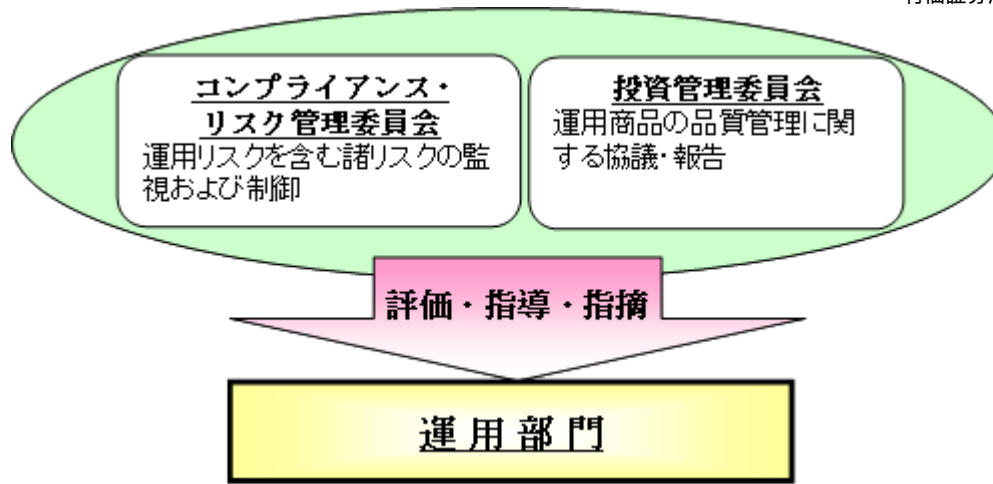 コンプライアンス・
リスク管理委員会
運用リスクを含む諸リスクの監
視および制御
投資管理委員会
運用商品の品質管理に関
する協議・報告
評価・指導・指摘
運用部門